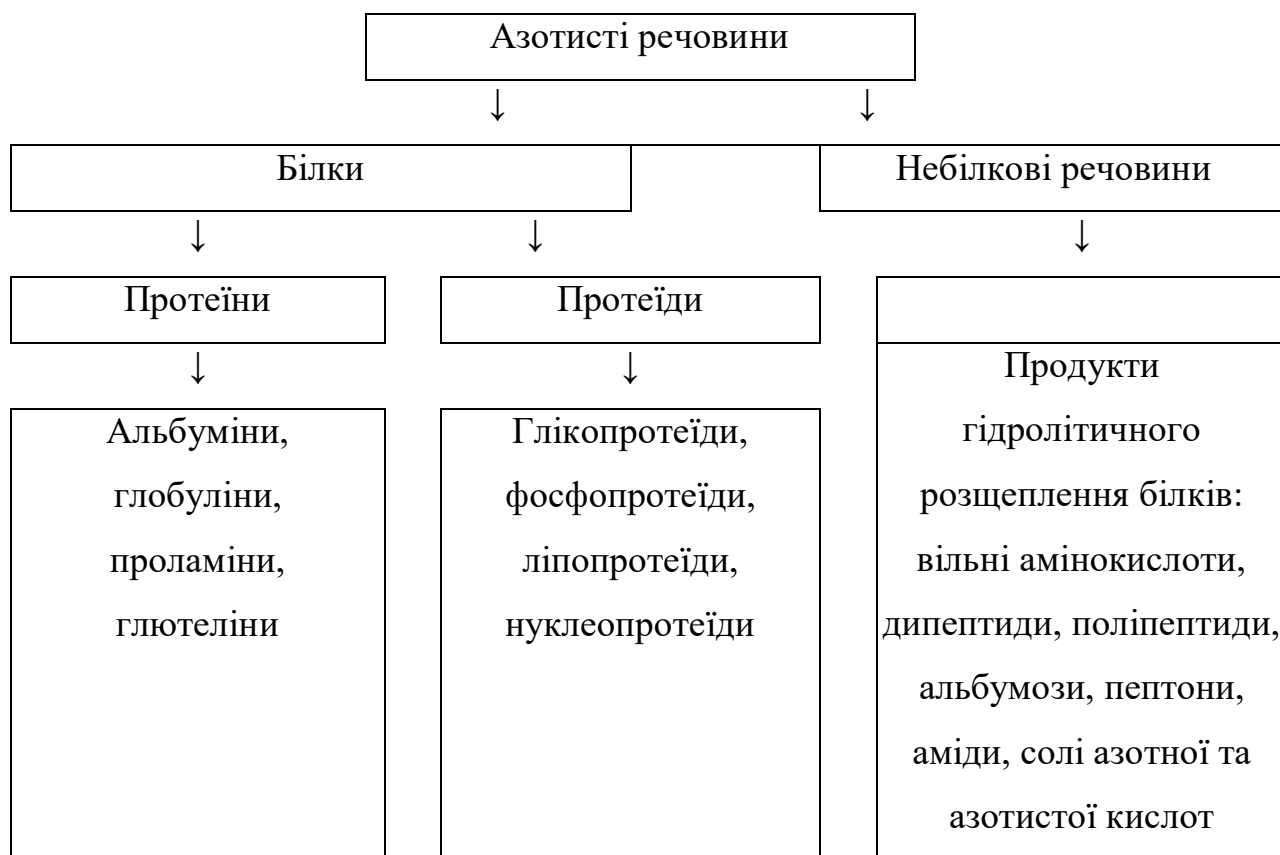 Азотисті речовини
↓ ↓
Білки
Небілкові речовини
↓ ↓ ↓
Протеїни
Протеїди
↓ ↓
Альбуміни,
глобуліни,
проламіни,
глютеліни
Глікопротеїди,
фосфопротеїди,
ліпопротеїди,
нуклеопротеїди
Продукти
гідролітичного
розщеплення білків:
вільні амінокислоти,
дипептиди, поліпептиди,
альбумози, пептони,
аміди, солі азотної та
азотистої кислот